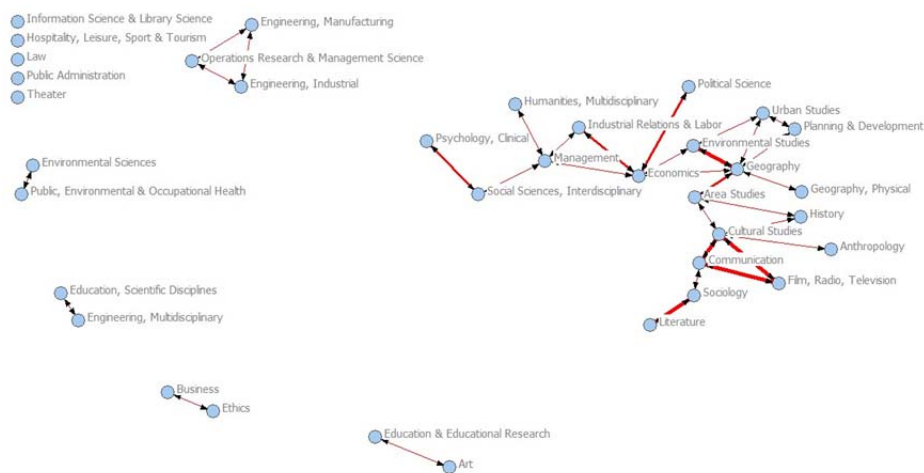 Information Science & Library Science
Hospitality, Leisure, Sport & Tourism
Law
Public Administration
Theater
Engineering, Manufacturing
Operations Research & Management Science
Engineering, Industrial
Political Science
Humanities, Multidisciplinary
Urban Studies
Industrial Relations & Labor
Planning & Development
Psychology, Clinical
Environmental Studies
Management
Geography
Economics
Environmental Sciences
Public, Environmental & Occupational Health
Social Sciences, Interdisciplinary
Area Studies
Geography, Physical
History
Cultural Studies
Anthropology
Communication
Film, Radio, Television
Education, Scientific Disciplines
Sociology
Engineering, Multidisciplinary
Literature
Business
Ethics
Education & Educational Research
Art